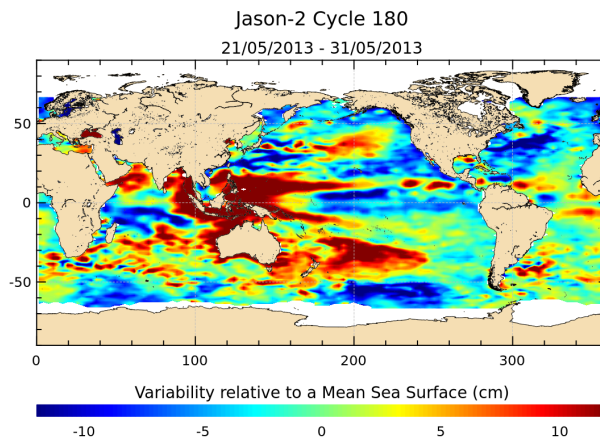 Jason-2 Cycle 180
21/05/2013 - 31/05/2013
50
0
-50
0 100 200 300
Variability relative to a Mean Sea Surface (cm)
-10 -5 0 5 10